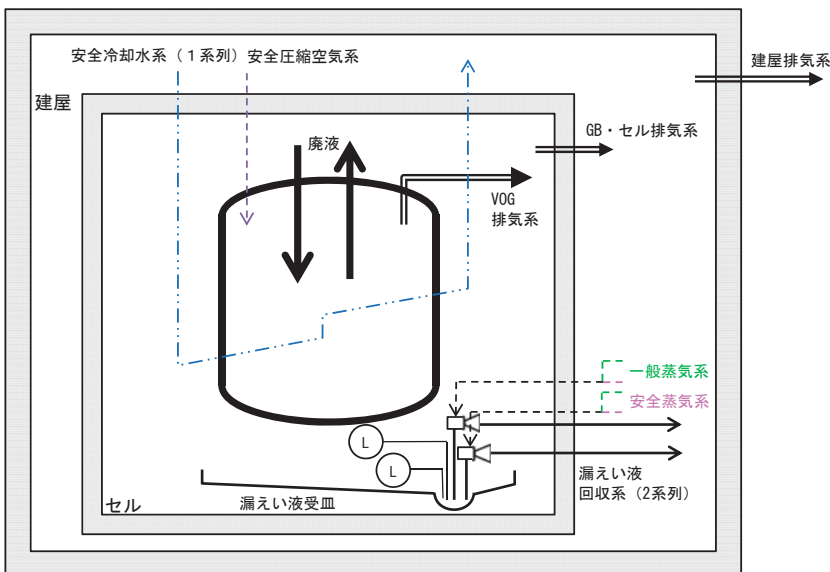 安全冷却水系（１系列）
安全圧縮空気系
建屋排気系
建屋
GB・セル排気系
廃液
VOG
排気系
一般蒸気系
安全蒸気系
L
L
漏えい液
回収系（2系列）
漏えい液受皿
セル